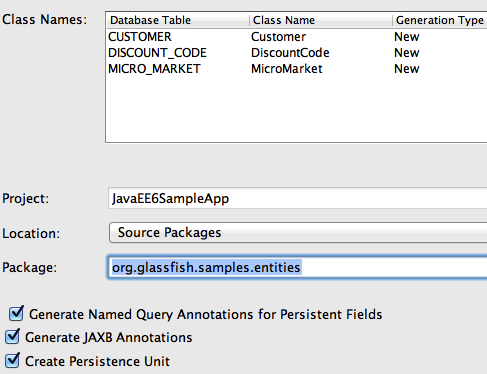 Class Names:
Database Table Class Name Generation Type
CUSTOMER Customer New
DISCOUNT_CODE DiscountCode New
MICRO_MARKET MicroMarket New
Project: JavaEE6SampleApp
Location: Source Packages
Package: org.glassfish.samples.entities
Generate Named Query Annotations for Persistent Fields
Generate JAXB Annotations
Create Persistence Unit